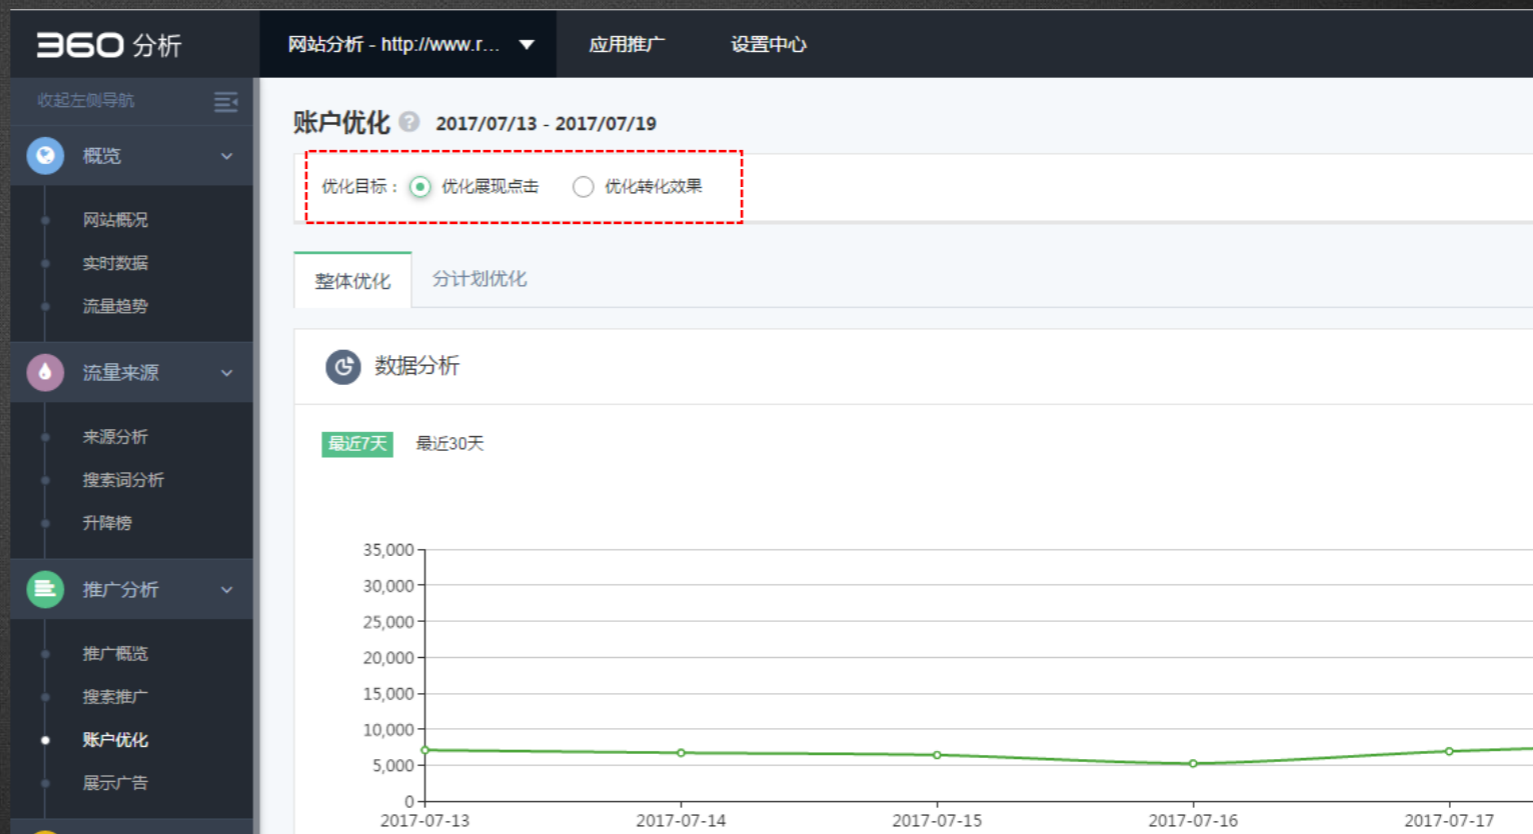 360 分析
网站分析 - http://www.r...
应用推广
设置中心
收起左侧导航
概览
网站概况
实时数据
流量趋势
流量来源
来源分析
搜索词分析
升降榜
推广分析
推广概览
搜索推广
账户优化
展示广告
账户优化 ? 2017/07/13 - 2017/07/19
优化目标： 优化展现点击 优化转化效果
整体优化 分计划优化
数据分析
最近7天 最近30天
35,000
30,000
25,000
20,000
15,000
10,000
5,000
0
2017-07-13 2017-07-14 2017-07-15 2017-07-16 2017-07-17